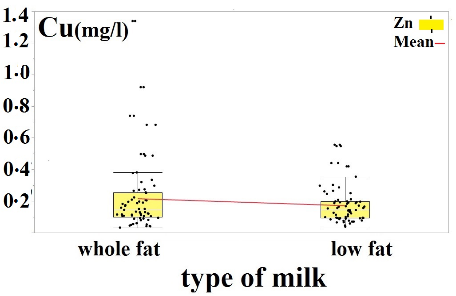 1.4
Cu(mg/l)-
Zn
Mean
1.2
1.0
0.8
0.6
0.4
0.2
whole fat
low fat
type of milk